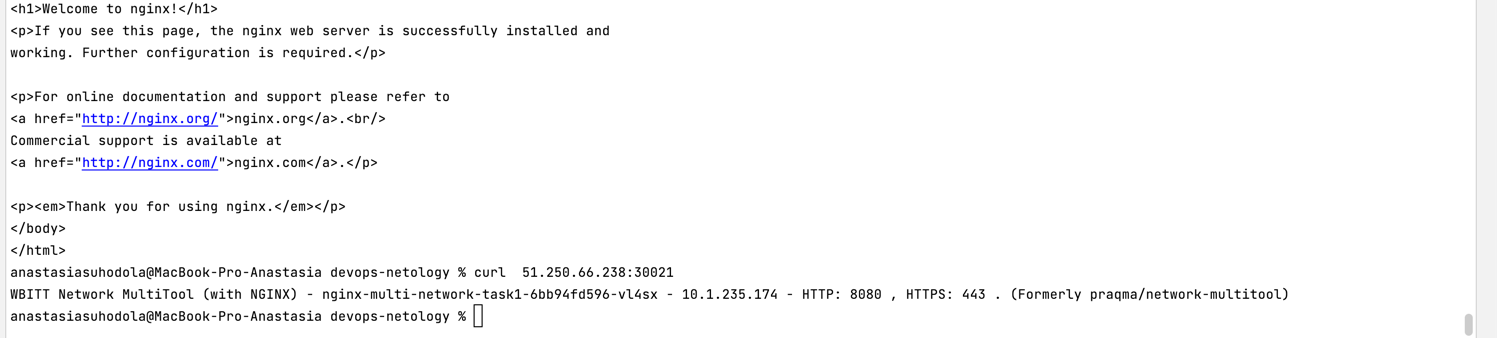 <h1>Welcome to nginx!</h1>
<p>If you see this page, the nginx web server is successfully installed and
working. Further configuration is required.</p>
<p>For online documentation and support please refer to
<a href="http://nginx.org/">nginx.org</a>.<br/>
Commercial support is available at
<a href="http://nginx.com/">nginx.com</a>.</p>
<p><em>Thank you for using nginx.</em></p>
</body>
</html>
anastasiasuhodola@MacBook-Pro-Anastasia devops-netology % curl  51.250.66.238:30021
WBITT Network MultiTool (with NGINX) - nginx-multi-network-task1-6bb94fd596-vl4sx - 10.1.235.174 - HTTP: 8080 , HTTPS: 443 . (Formerly praqma/network-multitool)
anastasiasuhodola@MacBook-Pro-Anastasia devops-netology %